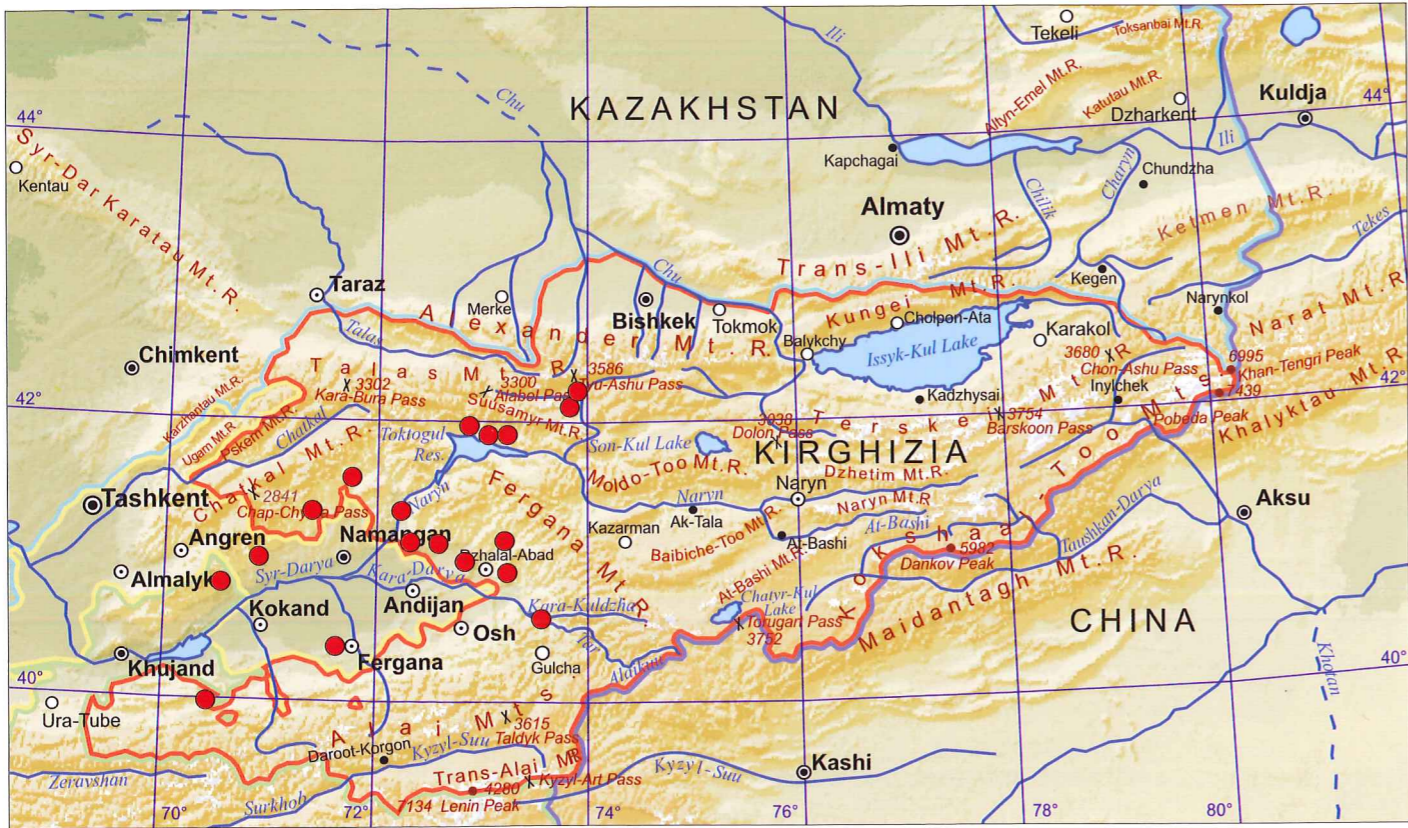 Tekeli
Toksanbai Mt.R.
Ili
Chu
KAZAKHSTAN
Altyn-Emel Mt.R.
Katutau Mt.R.
Dzharkent
Kuldja
44°
44°
Ili
Syr-Dar Karatau Mt.R.
Kentau
Kapchagai
Chilik
Charyn
Chundzha
Almaty
Ketmen Mt.R.
Tekes
Trans-Ili Mt.R.
Taraz
Merke
Chu
Kegen
Narynkol
Alexander Mt.R.
Bishkek
Tokmok
Kungei Mt.R.
Cholpon-Ata
Narat Mt.R.
Talas
Balykchy
Issyk-Kul Lake
Karakol
Chimkent
3680
Chon-Ashu Pass
6995
Khan-Tengri Peak
Talas Mt.R.
3302
Kara-Bura Pass
3300
Alabel Pass
3586
Tyu-Ashu Pass
Inylchek
7439
Pobeda Peak
42°
42°
Karzhantau Mt.R.
Ugam Mt.R.
Pskem Mt.R.
Chatkal
Suusamyr Mt.R.
Kadzhysai
Terskei Mt.R.
3754
Barskoon Pass
Khalyktau Mt.R.
Toktogul
Res.
Son-Kul Lake
3038
Dolon Pass
KIRGHIZIA
Chatkal Mt.R.
Moldo-Too Mt.R.
Dzhetim Mt.R.
Tashkent
2841
Naryn
Fergana Mt.R.
Naryn
Naryn
Naryn Mt.R
Kokshaal-Too Mts.
Aksu
Angren
Namangan
Kazarman
Ak-Tala
At-Bashi
At-Bashi
Taushkan-Darya
Baibiche-Too Mt.R.
Almalyk
Syr-Darya
Kara-Darya
5982
Dankov Peak
Kokand
Andijan
At-Bashi Mt.R.
Chatyr-Kul
Lake
Maidantagh Mt.R.
Kara-Kuldzha
Torugart Pass
3752
CHINA
Osh
Tar
Khujand
Fergana
Gulcha
Alaikuu
Khotan
40°
40°
Ura-Tube
Alai Mts.
3615
Taldyk Pass
Daroot-Korgon
Kyzyl-Suu
Zeravshan
Trans-Alai Mt.R.
Kyzyl-Art Pass
4280
Kyzyl-Suu
Kashi
Surkhob
7134 Lenin Peak
70°
72°
74°
76°
78°
80°